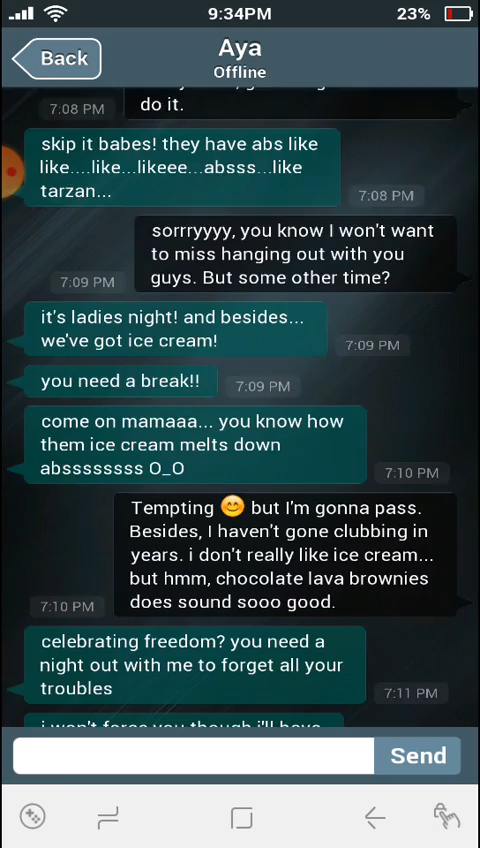 9:34PM
23%
Back
Aya
Offline
do it.
7:08 PM
skip it babes! they have abs like
like....like...likeee...absss...like
tarzan...
7:08 PM
sorrryyyy, you know I won't want
to miss hanging out with you
guys. But some other time?
7:09 PM
it's ladies night! and besides...
we've got ice cream!
7:09 PM
you need a break!!
7:09 PM
come on mamaaa... you know how
them ice cream melts down
abssssssss O_O
7:10 PM
Tempting 😊 but I'm gonna pass.
Besides, I haven't gone clubbing in
years. i don't really like ice cream...
but hmm, chocolate lava brownies
does sound sooo good.
7:10 PM
celebrating freedom? you need a
night out with me to forget all your
troubles
7:11 PM
i won't force you though i'll have
Send